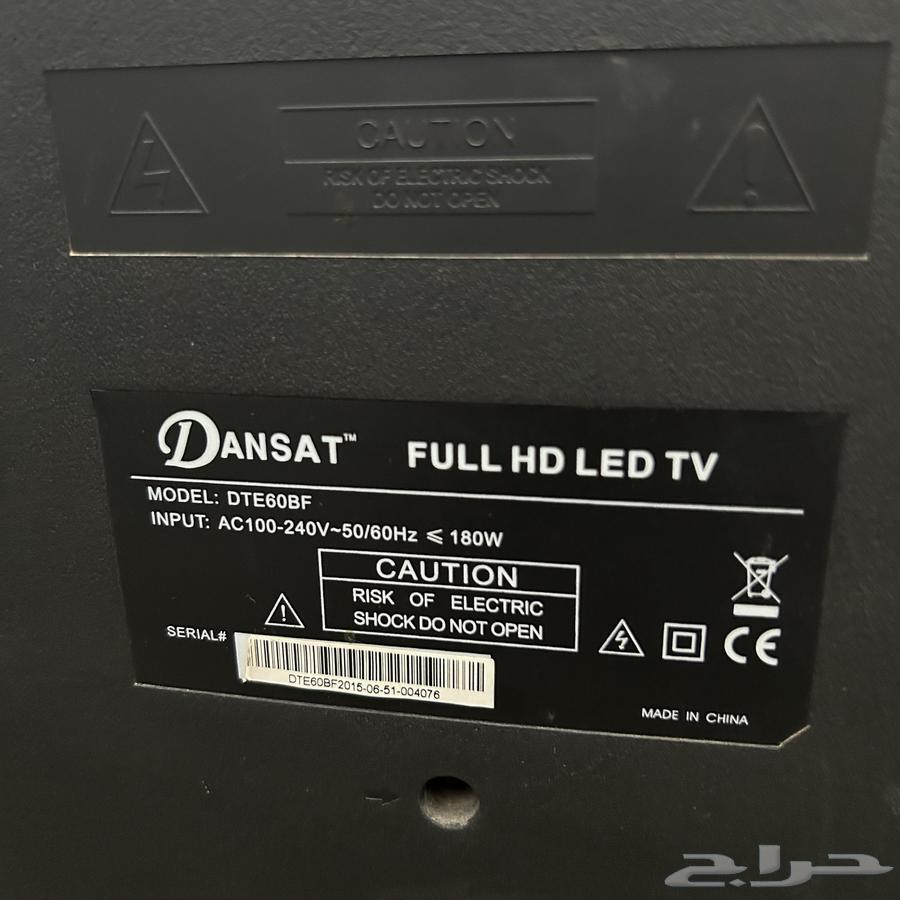 CAUTION
RISK OF ELECTRIC SHOCK
DO NOT OPEN
DANSAT™ FULL HD LED TV
MODEL: DTE60BF
INPUT: AC100-240V~50/60Hz ⩽ 180W
CAUTION
RISK OF ELECTRIC
SHOCK DO NOT OPEN
SERIAL#
DTE60BF2015-06-51-004076
CE
MADE IN CHINA
حراج